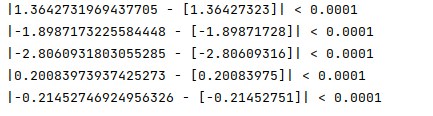 |1.3642731969437705 - [1.36427323]| < 0.0001
|-1.8987173225584448 - [-1.89871728]| < 0.0001
|-2.8060931803055285 - [-2.80609316]| < 0.0001
|0.20083973937425273 - [0.20083975]| < 0.0001
|-0.21452746924956326 - [-0.21452751]| < 0.0001